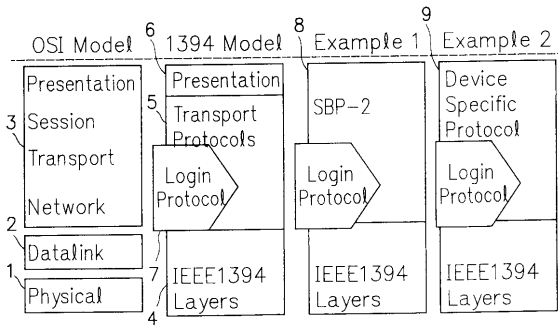 OSI Model
1394 Model
Example 1
Example 2
3
2
1
Presentation
Session
Transport
Network
Datalink
Physical
6
5
7
4
Presentation
Transport
Protocols
Login
Protocol
IEEE1394
Layers
8
SBP-2
Login
Protocol
IEEE1394
Layers
9
Device
Specific
Protocol
Login
Protocol
IEEE1394
Layers